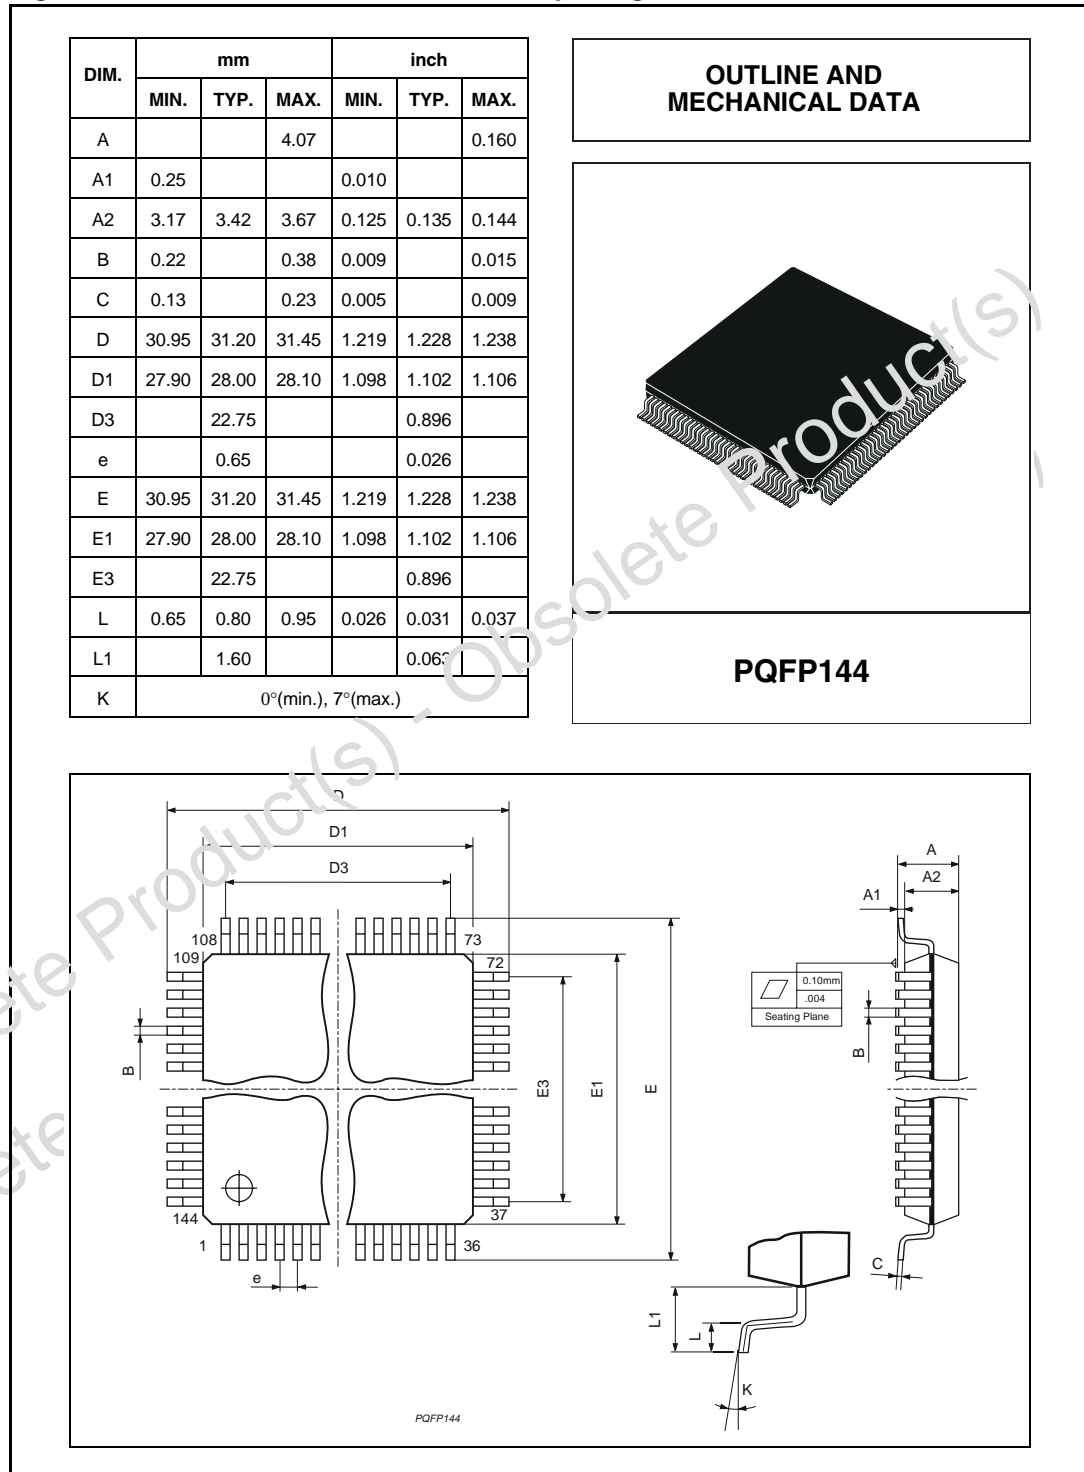 DIM. mm inch
MIN. TYP. MAX. MIN. TYP. MAX.
A 4.07 0.160
A1 0.25 0.010
A2 3.17 3.42 3.67 0.125 0.135 0.144
B 0.22 0.38 0.009 0.015
C 0.13 0.23 0.005 0.009
D 30.95 31.20 31.45 1.219 1.228 1.238
D1 27.90 28.00 28.10 1.098 1.102 1.106
D3 22.75 0.896
e 0.65 0.026
E 30.95 31.20 31.45 1.219 1.228 1.238
E1 27.90 28.00 28.10 1.098 1.102 1.106
E3 22.75 0.896
L 0.65 0.80 0.95 0.026 0.031 0.037
L1 1.60 0.063
K 0°(min.), 7°(max.)
OUTLINE AND
MECHANICAL DATA
PQFP144
Product(s) - Obsolete Product(s)
D
D1
D3
108
73
109
72
B
E3
E1
E
144
37
1
36
e
A
A2
A1
0.10mm
.004
Seating Plane
B
C
L1
L
K
PQFP144